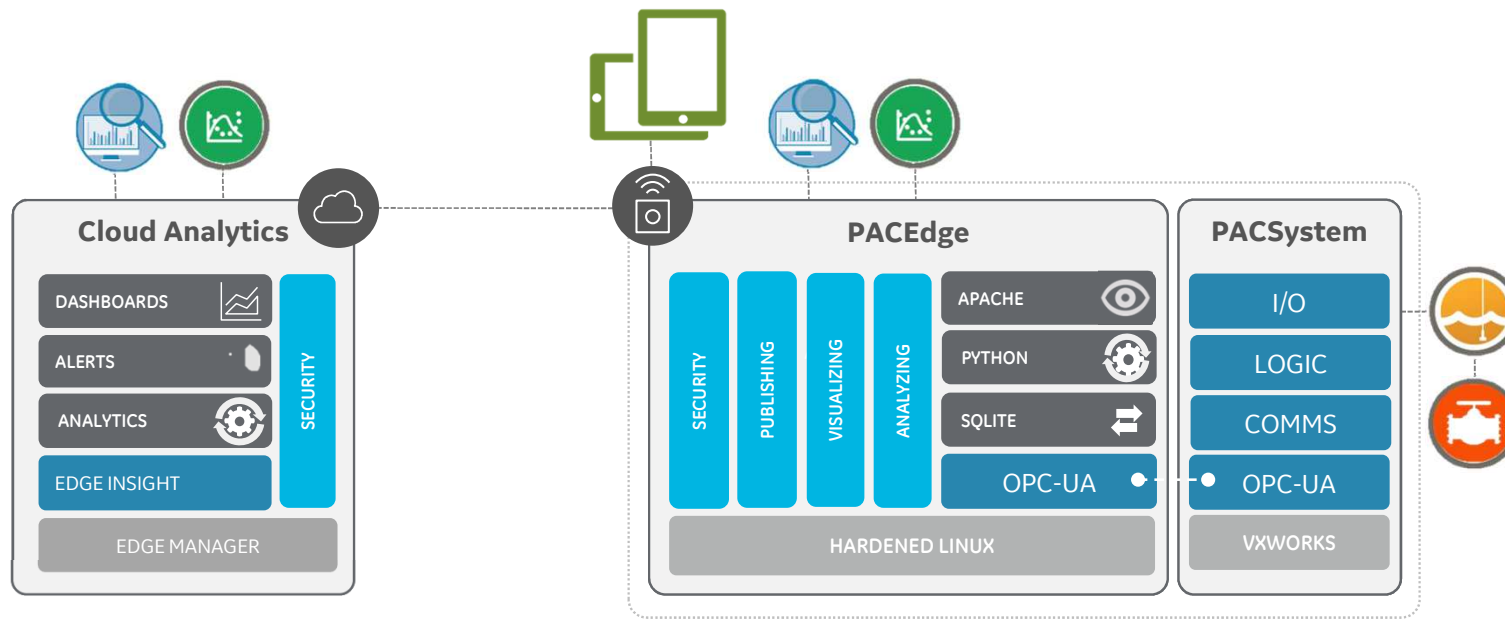 Cloud Analytics
DASHBOARDS
ALERTS
ANALYTICS
EDGE INSIGHT
SECURITY
EDGE MANAGER
PACEdge
SECURITY
PUBLISHING
VISUALIZING
ANALYZING
APACHE
PYTHON
SQLITE
OPC-UA
HARDENED LINUX
PACSystem
I/O
LOGIC
COMMS
OPC-UA
VXWORKS